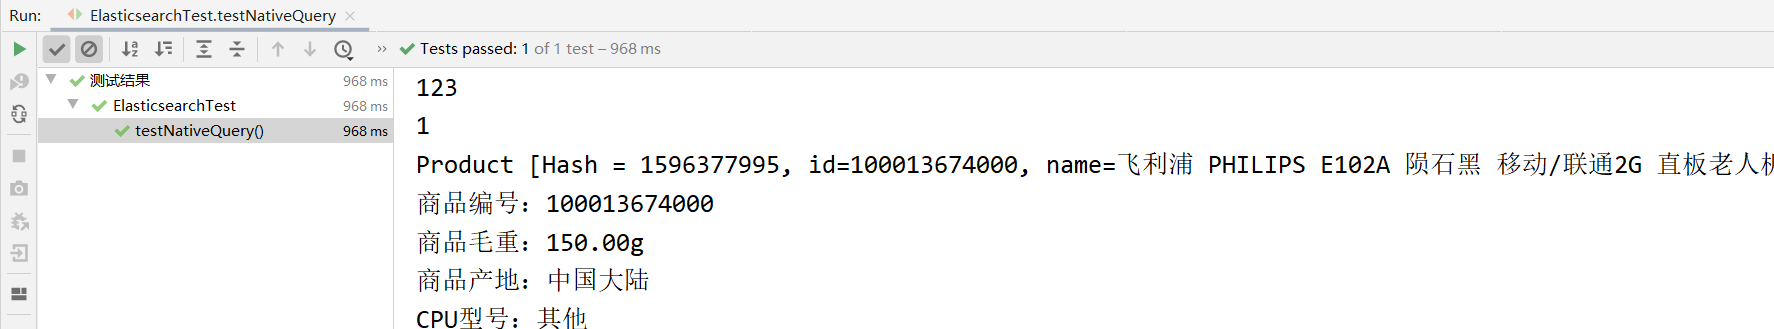 Run: ElasticsearchTest.testNativeQuery
Tests passed: 1 of 1 test – 968 ms
测试结果 968 ms
ElasticsearchTest 968 ms
testNativeQuery() 968 ms
123
1
Product [Hash = 1596377995, id=100013674000, name=飞利浦 PHILIPS E102A 陨石黑 移动/联通2G 直板老人机
商品编号：100013674000
商品毛重：150.00g
商品产地：中国大陆
CPU型号：其他